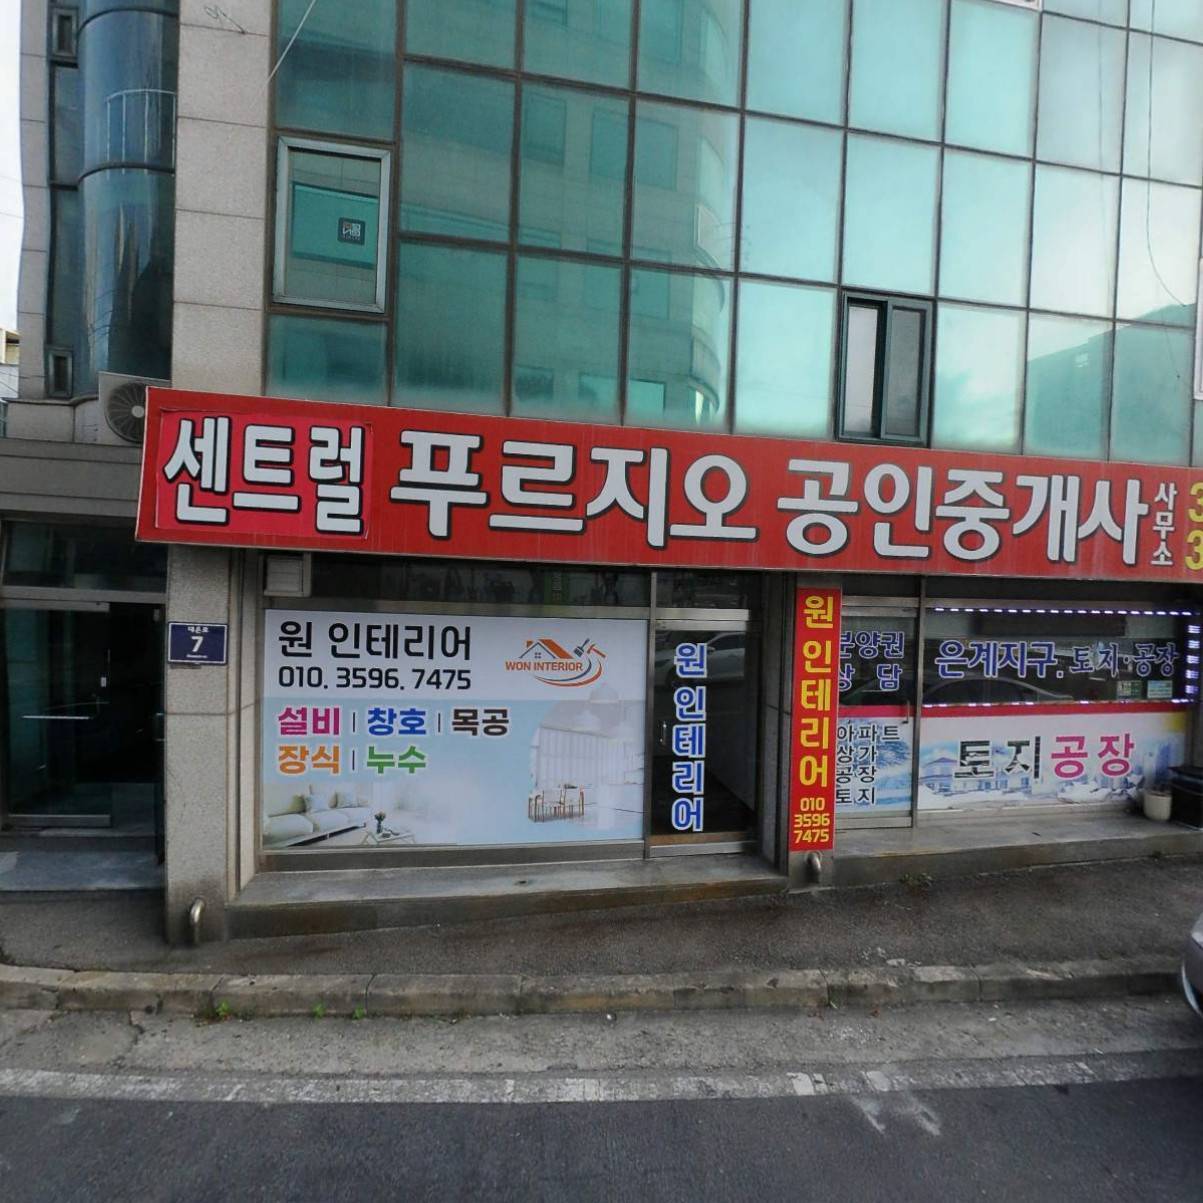 센트럴 푸르지오 공인중개사 사무소
3
3
대은로
7
원 인테리어
010. 3596. 7475
WON INTERIOR
설비 | 창호 | 목공
장식 | 누수
원 인테리어
원 인테리어
010
3596
7475
분양권
상담
아파트
상가
공장
토지
은계지구. 토지·공장
토지공장